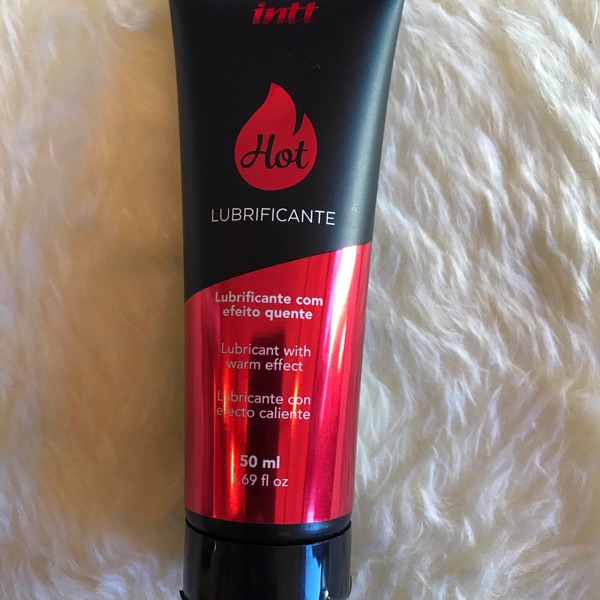 intt
Hot
LUBRIFICANTE
Lubrificante com
efeito quente
Lubricant with
warm effect
Lubricante con
efecto caliente
50 ml
.69 fl oz